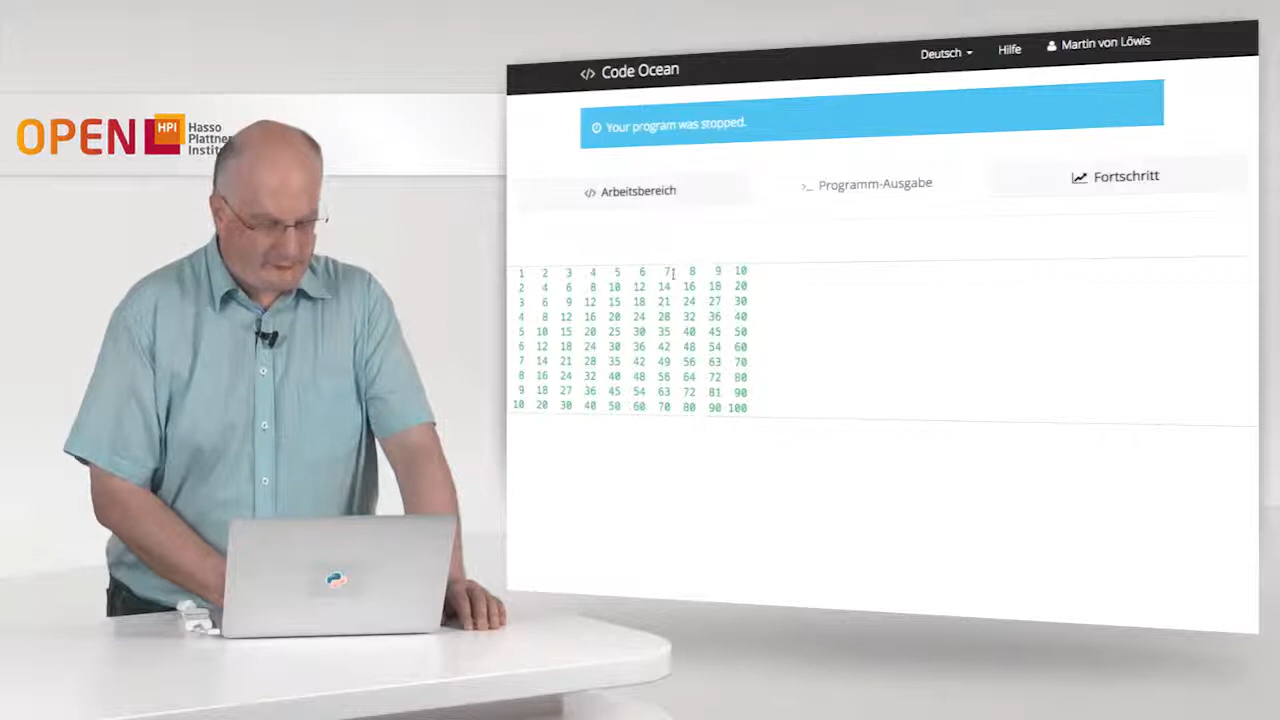 OPEN HPI Hasso
Plattner
Instit
</> Code Ocean Deutsch Hilfe Martin von Löwis
Your program was stopped.
</> Arbeitsbereich >_ Programm-Ausgabe Fortschritt
1 2 3 4 5 6 7 8 9 10
2 4 6 8 10 12 14 16 18 20
3 6 9 12 15 18 21 24 27 30
4 8 12 16 20 24 28 32 36 40
5 10 15 20 25 30 35 40 45 50
6 12 18 24 30 36 42 48 54 60
7 14 21 28 35 42 49 56 63 70
8 16 24 32 40 48 56 64 72 80
9 18 27 36 45 54 63 72 81 90
10 20 30 40 50 60 70 80 90 100